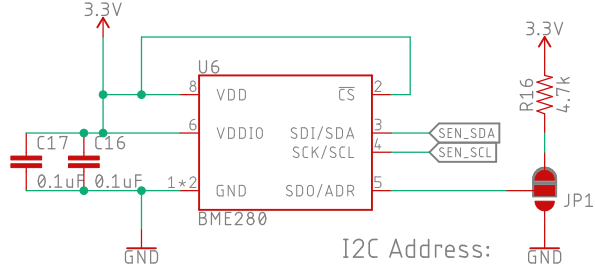 3.3V
3.3V
U6
8 VDD CS 2
R16
4.7k
6 VDDIO SDI/SDA 3 SEN_SDA
C17 C16
SCK/SCL 4 SEN_SCL
0.1uF 0.1uF
1*2 GND SDO/ADR 5
JP1
BME280
GND
I2C Address:
GND